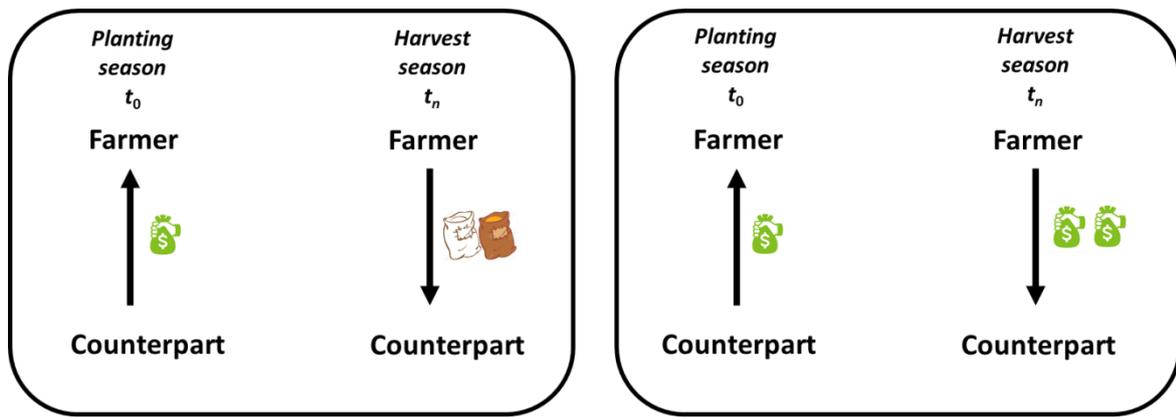 Planting
season
t₀
Farmer
Counterpart
Harvest
season
tₙ
Farmer
Counterpart
Planting
season
t₀
Farmer
Counterpart
Harvest
season
tₙ
Farmer
Counterpart
$
$
$
$